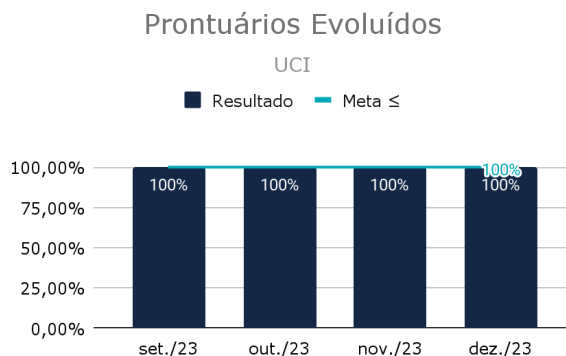 Prontuários Evoluídos
UCI
Resultado Meta ≤
100,00%
75,00%
50,00%
25,00%
0,00%
100%
100% 100% 100% 100%
set./23 out./23 nov./23 dez./23